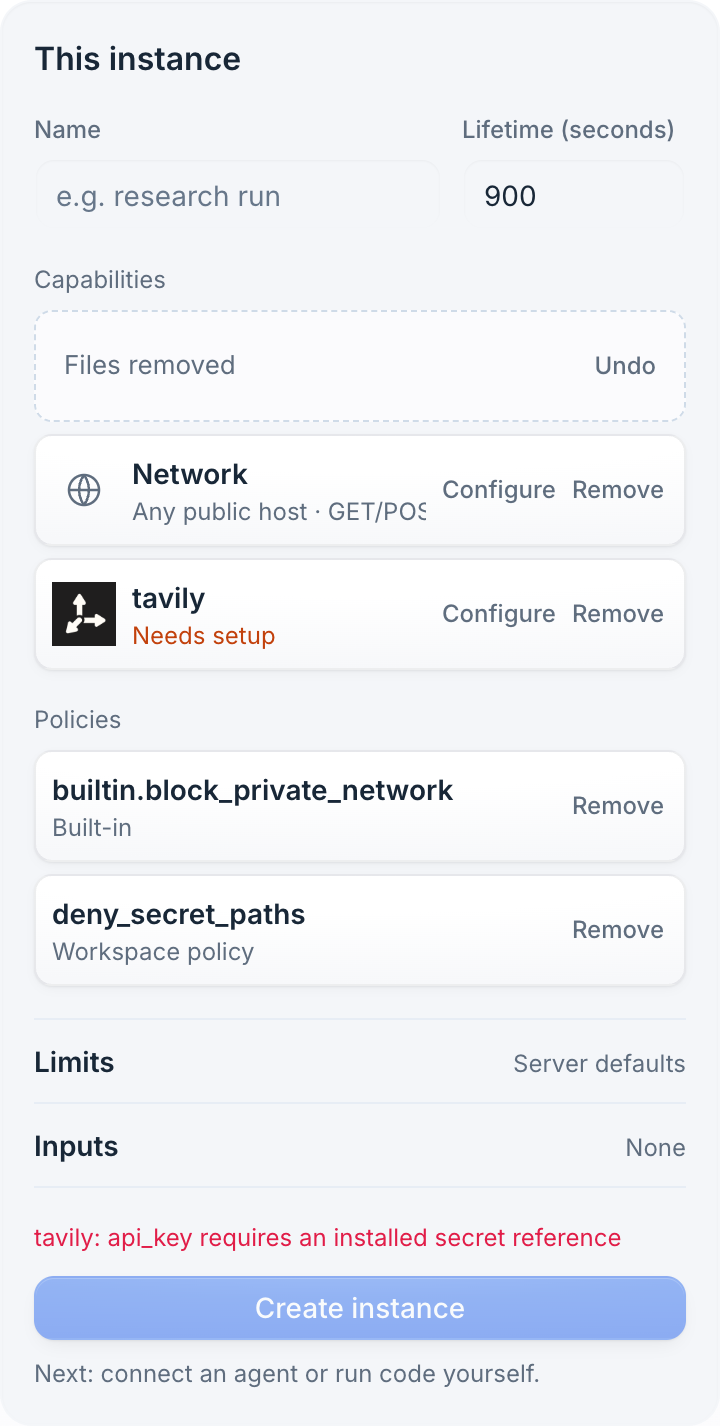 This instance
Name
Lifetime (seconds)
e.g. research run
900
Capabilities
Files removed
Undo
Network
Any public host · GET/POS
Configure
Remove
tavily
Needs setup
Configure
Remove
Policies
builtin.block_private_network
Built-in
Remove
deny_secret_paths
Workspace policy
Remove
Limits
Server defaults
Inputs
None
tavily: api_key requires an installed secret reference
Create instance
Next: connect an agent or run code yourself.